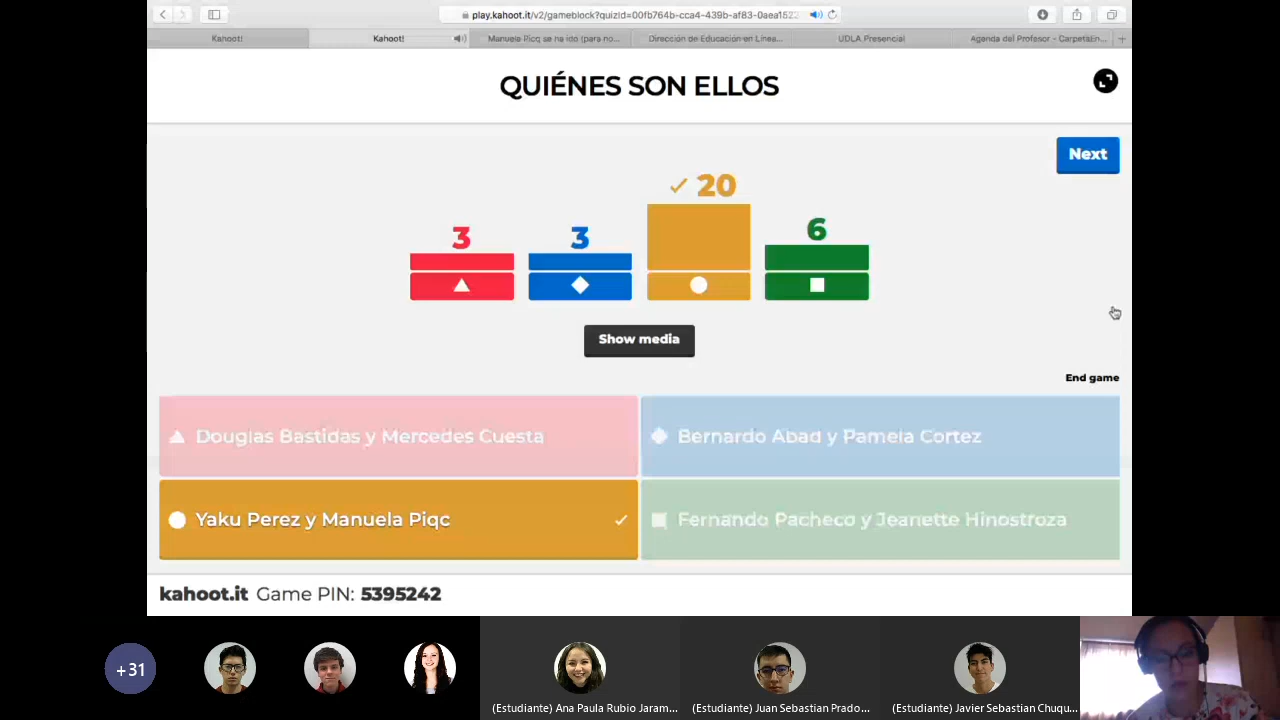 play.kahoot.it/v2/gameblock?quizid=00fb764b-cca4-439b-af83-0aea1522
Kahoot!
Kahoot!
Manuela Picq se ha ido (para no...
Dirección de Educación en Línea...
UDLA Presencial
Agenda del Profesor - CarpetaEn...
QUIÉNES SON ELLOS
Next
3
3
20
6
Show media
End game
Douglas Bastidas y Mercedes Cuesta
Bernardo Abad y Pamela Cortez
Yaku Perez y Manuela Piqc
Fernando Pacheco y Jeanette Hinostroza
kahoot.it Game PIN: 5395242
+31
(Estudiante) Ana Paula Rubio Jaram...
(Estudiante) Juan Sebastian Prado...
(Estudiante) Javier Sebastian Chuqu...